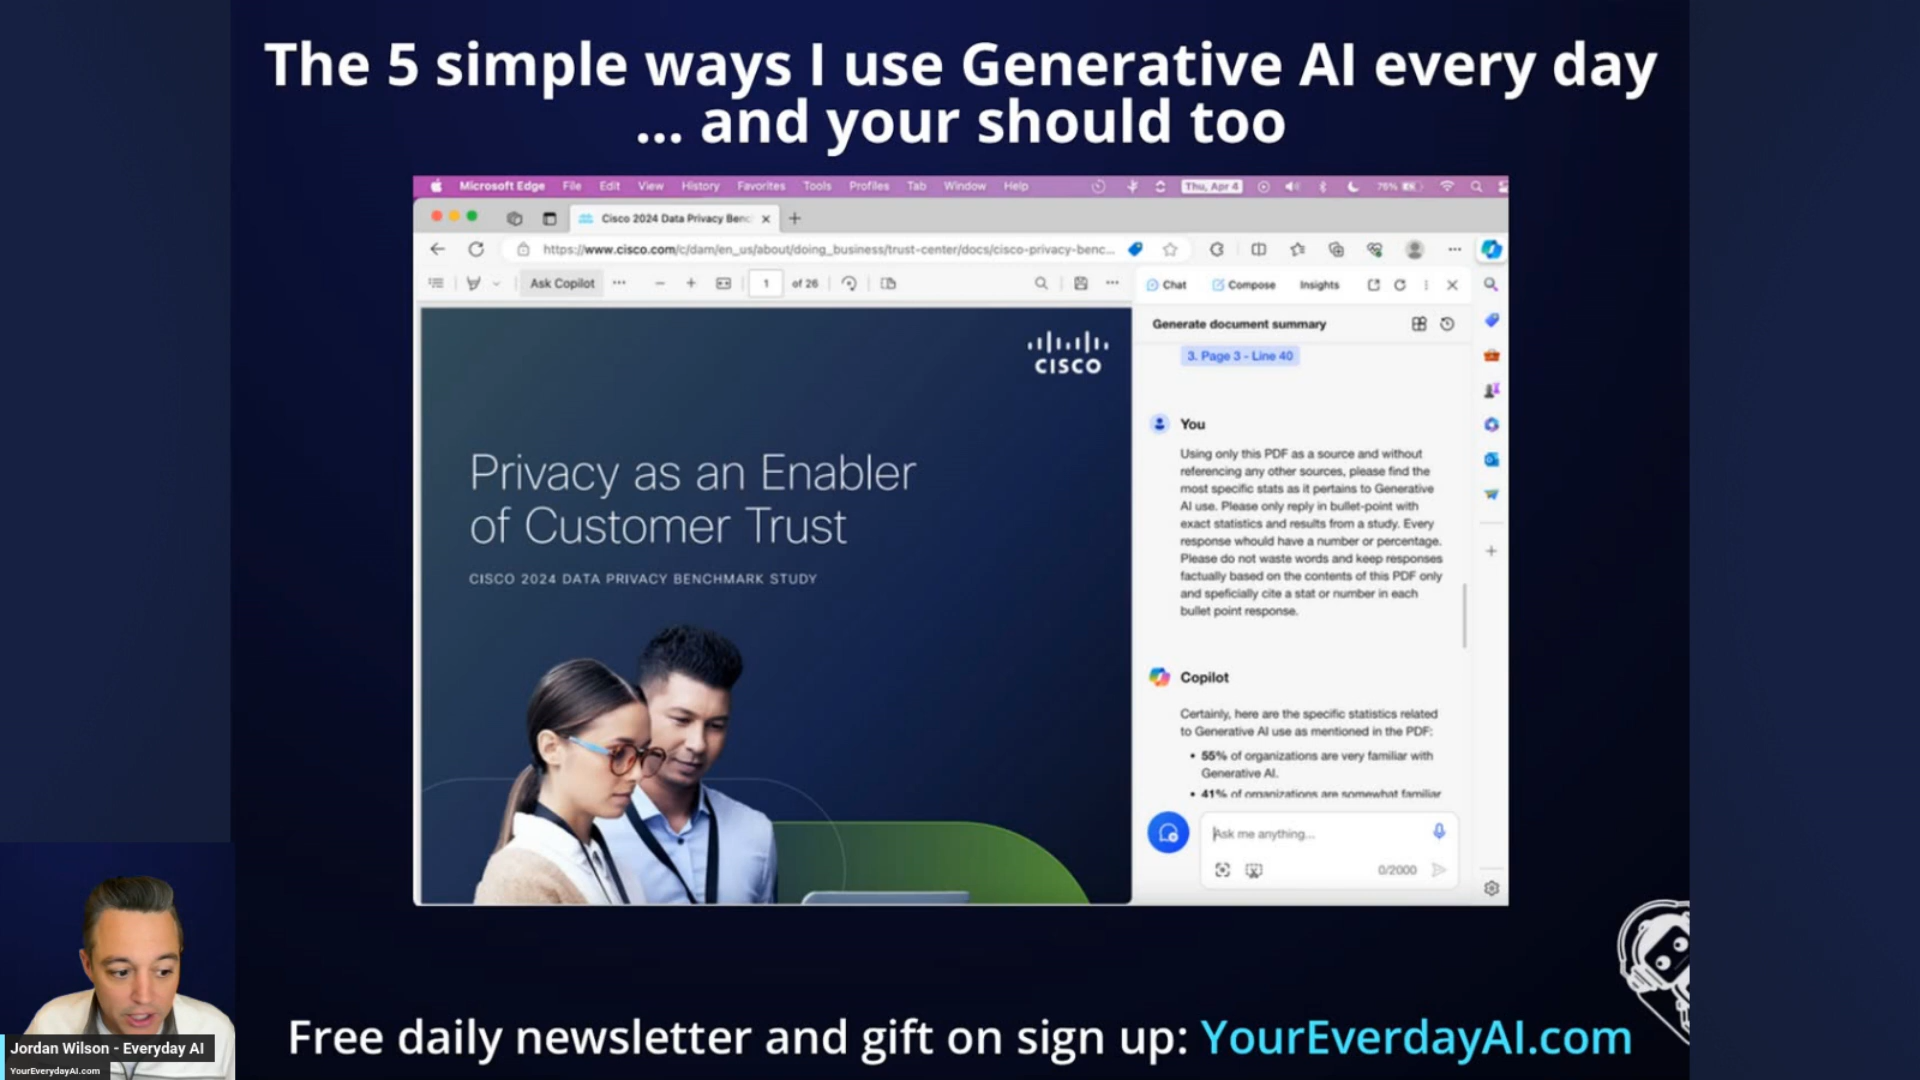 The 5 simple ways I use Generative AI every day
... and your should too
Microsoft Edge File Edit View History Favorites Tools Profiles Tab Window Help Thu, Apr 4 76%
Cisco 2024 Data Privacy Benc
https://www.cisco.com/c/dam/en_us/about/doing_business/trust-center/docs/cisco-privacy-benc...
Ask Copilot 1 of 26
Chat Compose Insights
Generate document summary
3. Page 3 - Line 40
CISCO
Privacy as an Enabler
of Customer Trust
CISCO 2024 DATA PRIVACY BENCHMARK STUDY
You
Using only this PDF as a source and without
referencing any other sources, please find the
most specific stats as it pertains to Generative
AI use. Please only reply in bullet-point with
exact statistics and results from a study. Every
response whould have a number or percentage.
Please do not waste words and keep responses
factually based on the contents of this PDF only
and speficially cite a stat or number in each
bullet point response.
Copilot
Certainly, here are the specific statistics related
to Generative AI use as mentioned in the PDF:
• 55% of organizations are very familiar with
Generative AI.
• 41% of organizations are somewhat familiar
Ask me anything...
0/2000
Jordan Wilson - Everyday AI
YourEverydayAI.com
Free daily newsletter and gift on sign up: YourEverdayAI.com